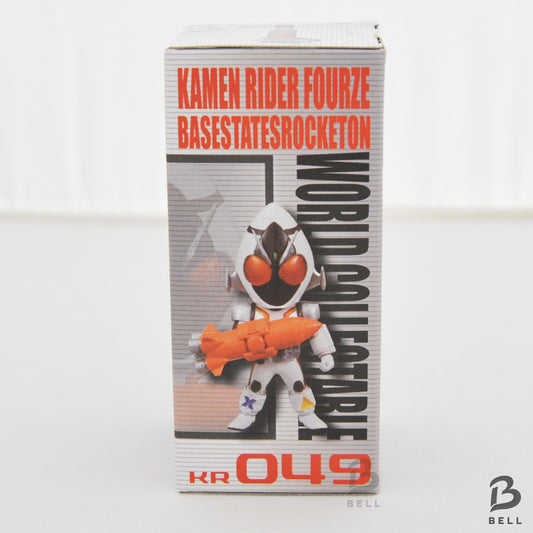 KAMEN RIDER FOURZE
BASESTATESROCKETON
WORLD COLLECTABLE
KR 049
B
BELL
B
BELL